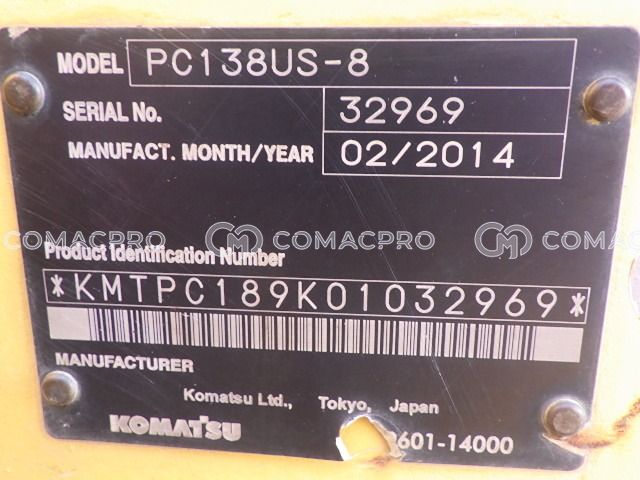 MODEL PC138US-8
SERIAL No. 32969
MANUFACT. MONTH/YEAR 02/2014
COMACPRO COMACPRO COMACPRO
Product Identification Number
*KMTPC189K01032969*
MANUFACTURER
Komatsu Ltd., Tokyo, Japan
KOMATSU 601-14000